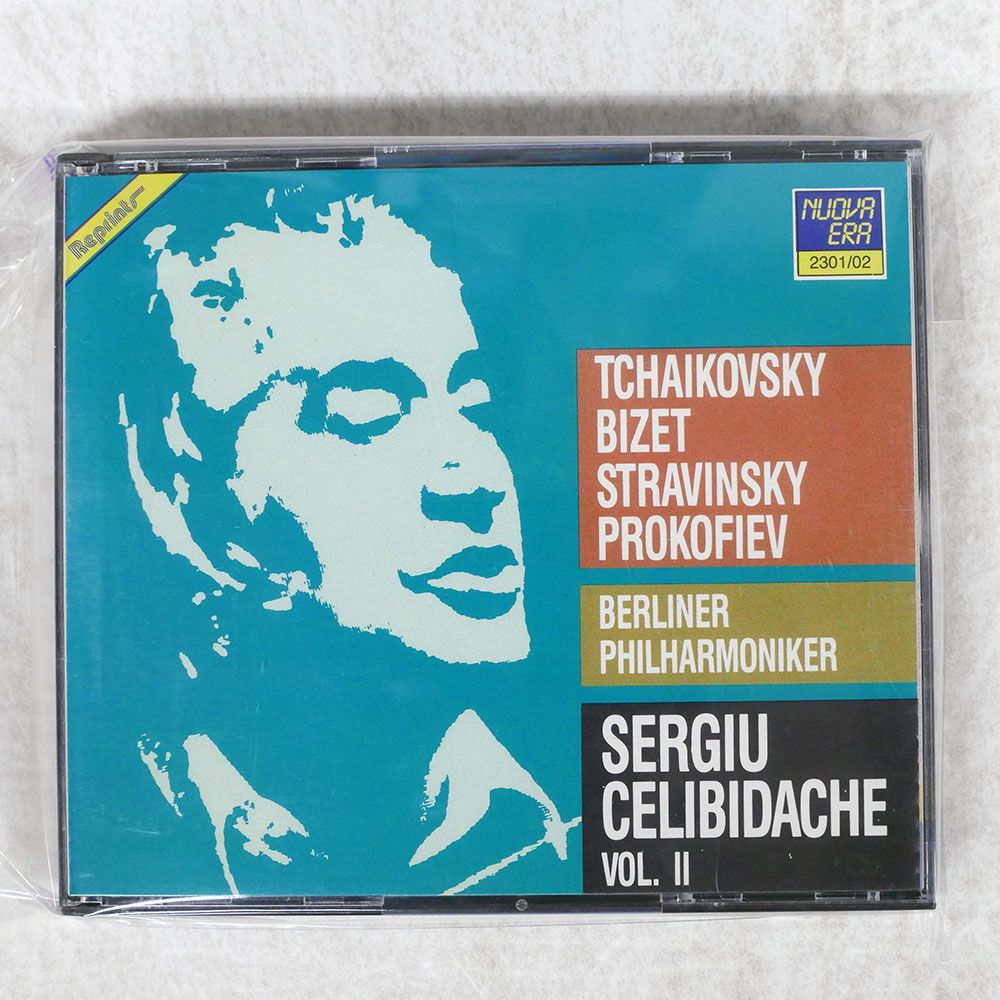 Reprints
NUOVA
ERA
2301/02
TCHAIKOVSKY
BIZET
STRAVINSKY
PROKOFIEV
BERLINER
PHILHARMONIKER
SERGIU
CELIBIDACHE
VOL. II